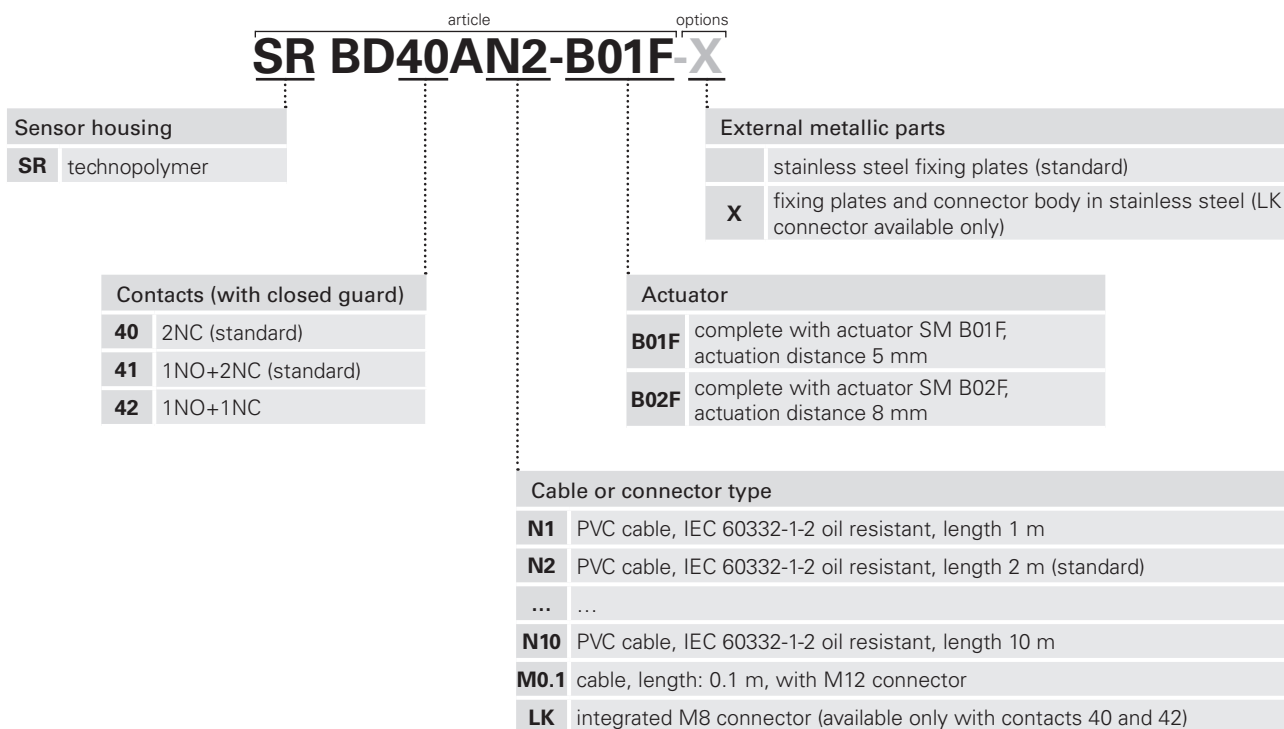 article options
SR BD40AN2-B01F-X
Sensor housing
SR technopolymer
External metallic parts
stainless steel fixing plates (standard)
X fixing plates and connector body in stainless steel (LK
connector available only)
Contacts (with closed guard)
40 2NC (standard)
41 1NO+2NC (standard)
42 1NO+1NC
Actuator
B01F complete with actuator SM B01F,
actuation distance 5 mm
B02F complete with actuator SM B02F,
actuation distance 8 mm
Cable or connector type
N1 PVC cable, IEC 60332-1-2 oil resistant, length 1 m
N2 PVC cable, IEC 60332-1-2 oil resistant, length 2 m (standard)
... ...
N10 PVC cable, IEC 60332-1-2 oil resistant, length 10 m
M0.1 cable, length: 0.1 m, with M12 connector
LK integrated M8 connector (available only with contacts 40 and 42)